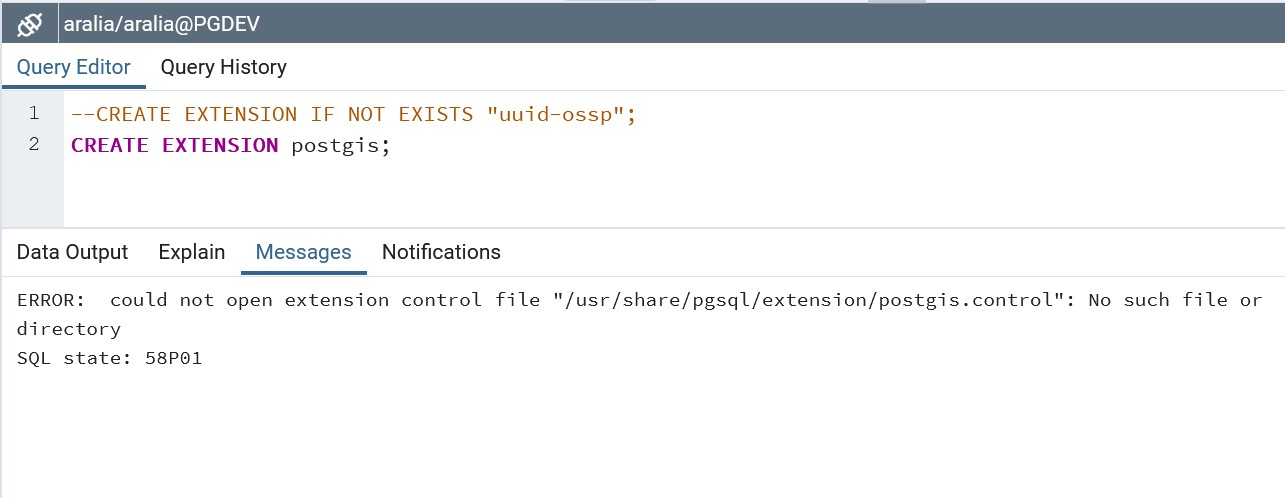 aralia/aralia@PGDEV
Query Editor Query History
1 --CREATE EXTENSION IF NOT EXISTS "uuid-ossp";
2 CREATE EXTENSION postgis;
Data Output Explain Messages Notifications
ERROR:  could not open extension control file "/usr/share/pgsql/extension/postgis.control": No such file or
directory
SQL state: 58P01